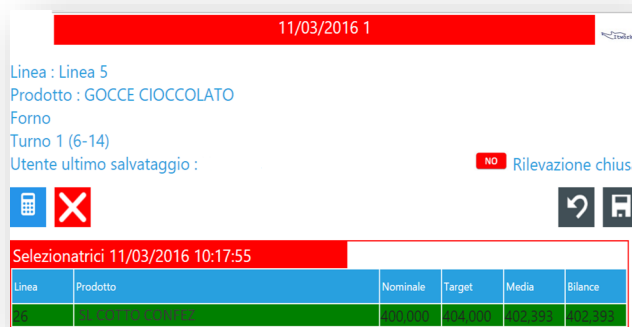 11/03/2016 1
Linea : Linea 5
Prodotto : GOCCE CIOCCOLATO
Forno
Turno 1 (6-14)
Utente ultimo salvataggio :
NO Rilevazione chius
Selezionatrici 11/03/2016 10:17:55
Linea Prodotto Nominale Target Media Bilance
26 SL COTTO CONFEZ 400,000 404,000 402,393 402,393